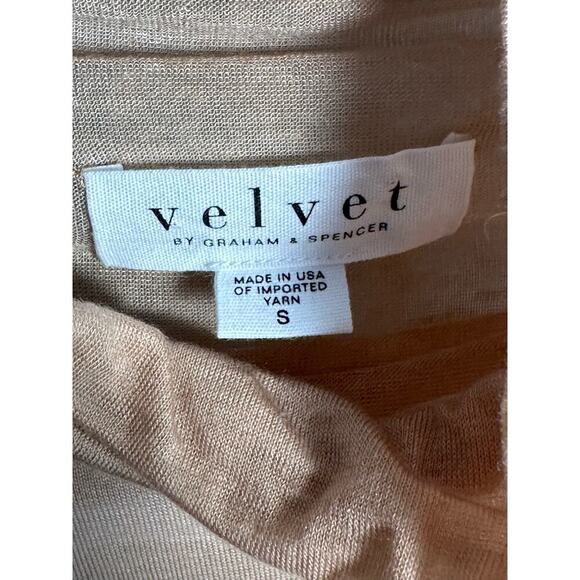 velvet
BY GRAHAM & SPENCER
MADE IN USA
OF IMPORTED
YARN
S